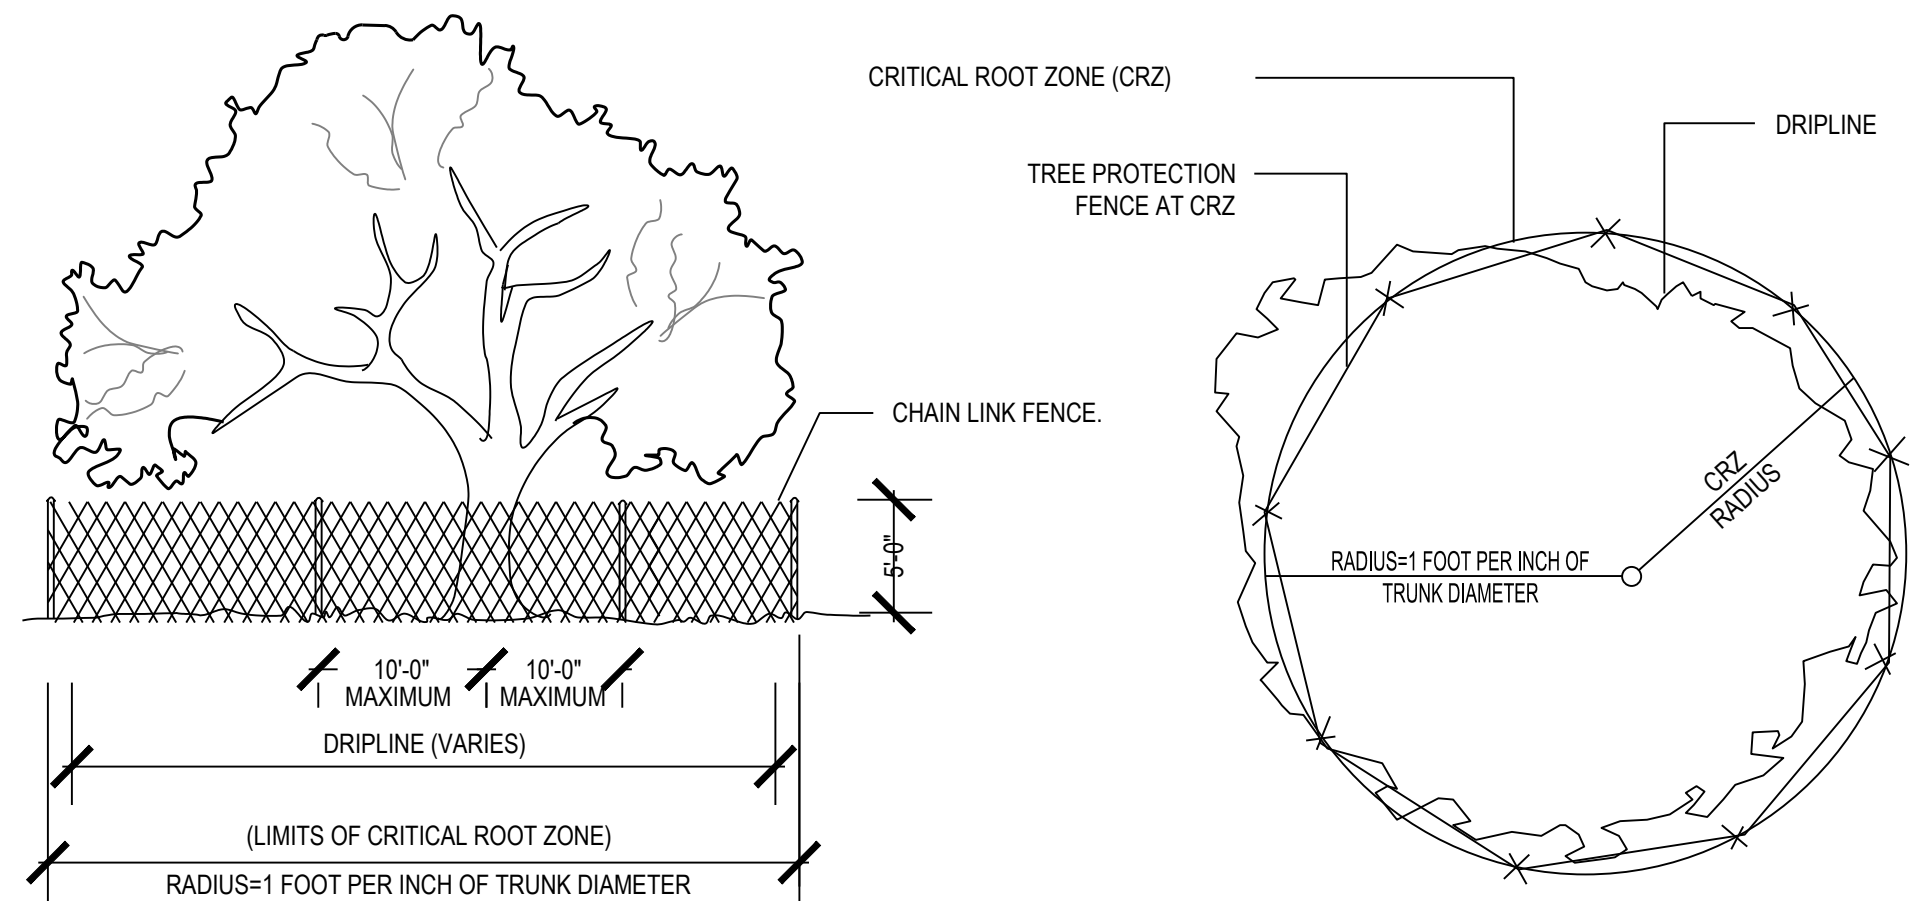 CRITICAL ROOT ZONE (CRZ)
DRIPLINE
TREE PROTECTION
FENCE AT CRZ
CHAIN LINK FENCE.
5'-0"
CRZ
RADIUS
RADIUS=1 FOOT PER INCH OF
TRUNK DIAMETER
10'-0"
MAXIMUM
10'-0"
MAXIMUM
DRIPLINE (VARIES)
(LIMITS OF CRITICAL ROOT ZONE)
RADIUS=1 FOOT PER INCH OF TRUNK DIAMETER